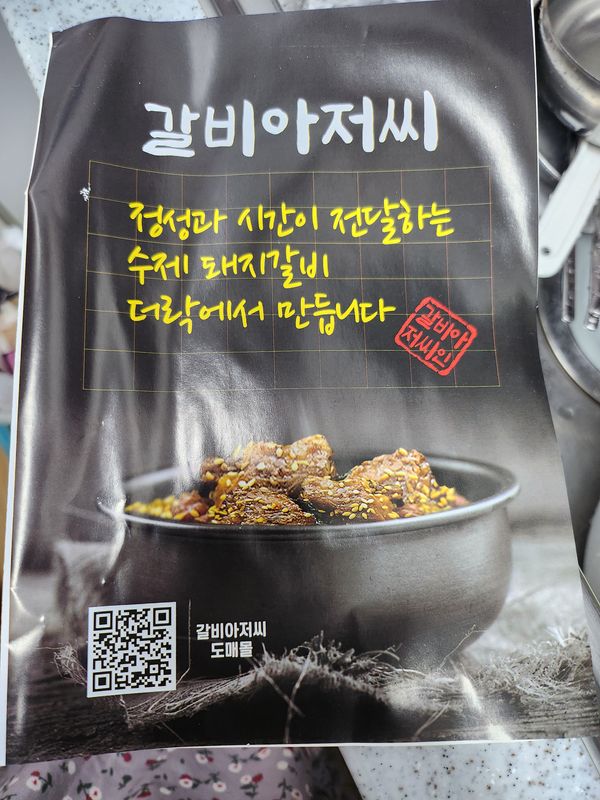 갈비아저씨
정성과 시간이 전달하는
수제 돼지갈비
더락에서 만듭니다
갈비아
저씨인
갈비아저씨
도매몰